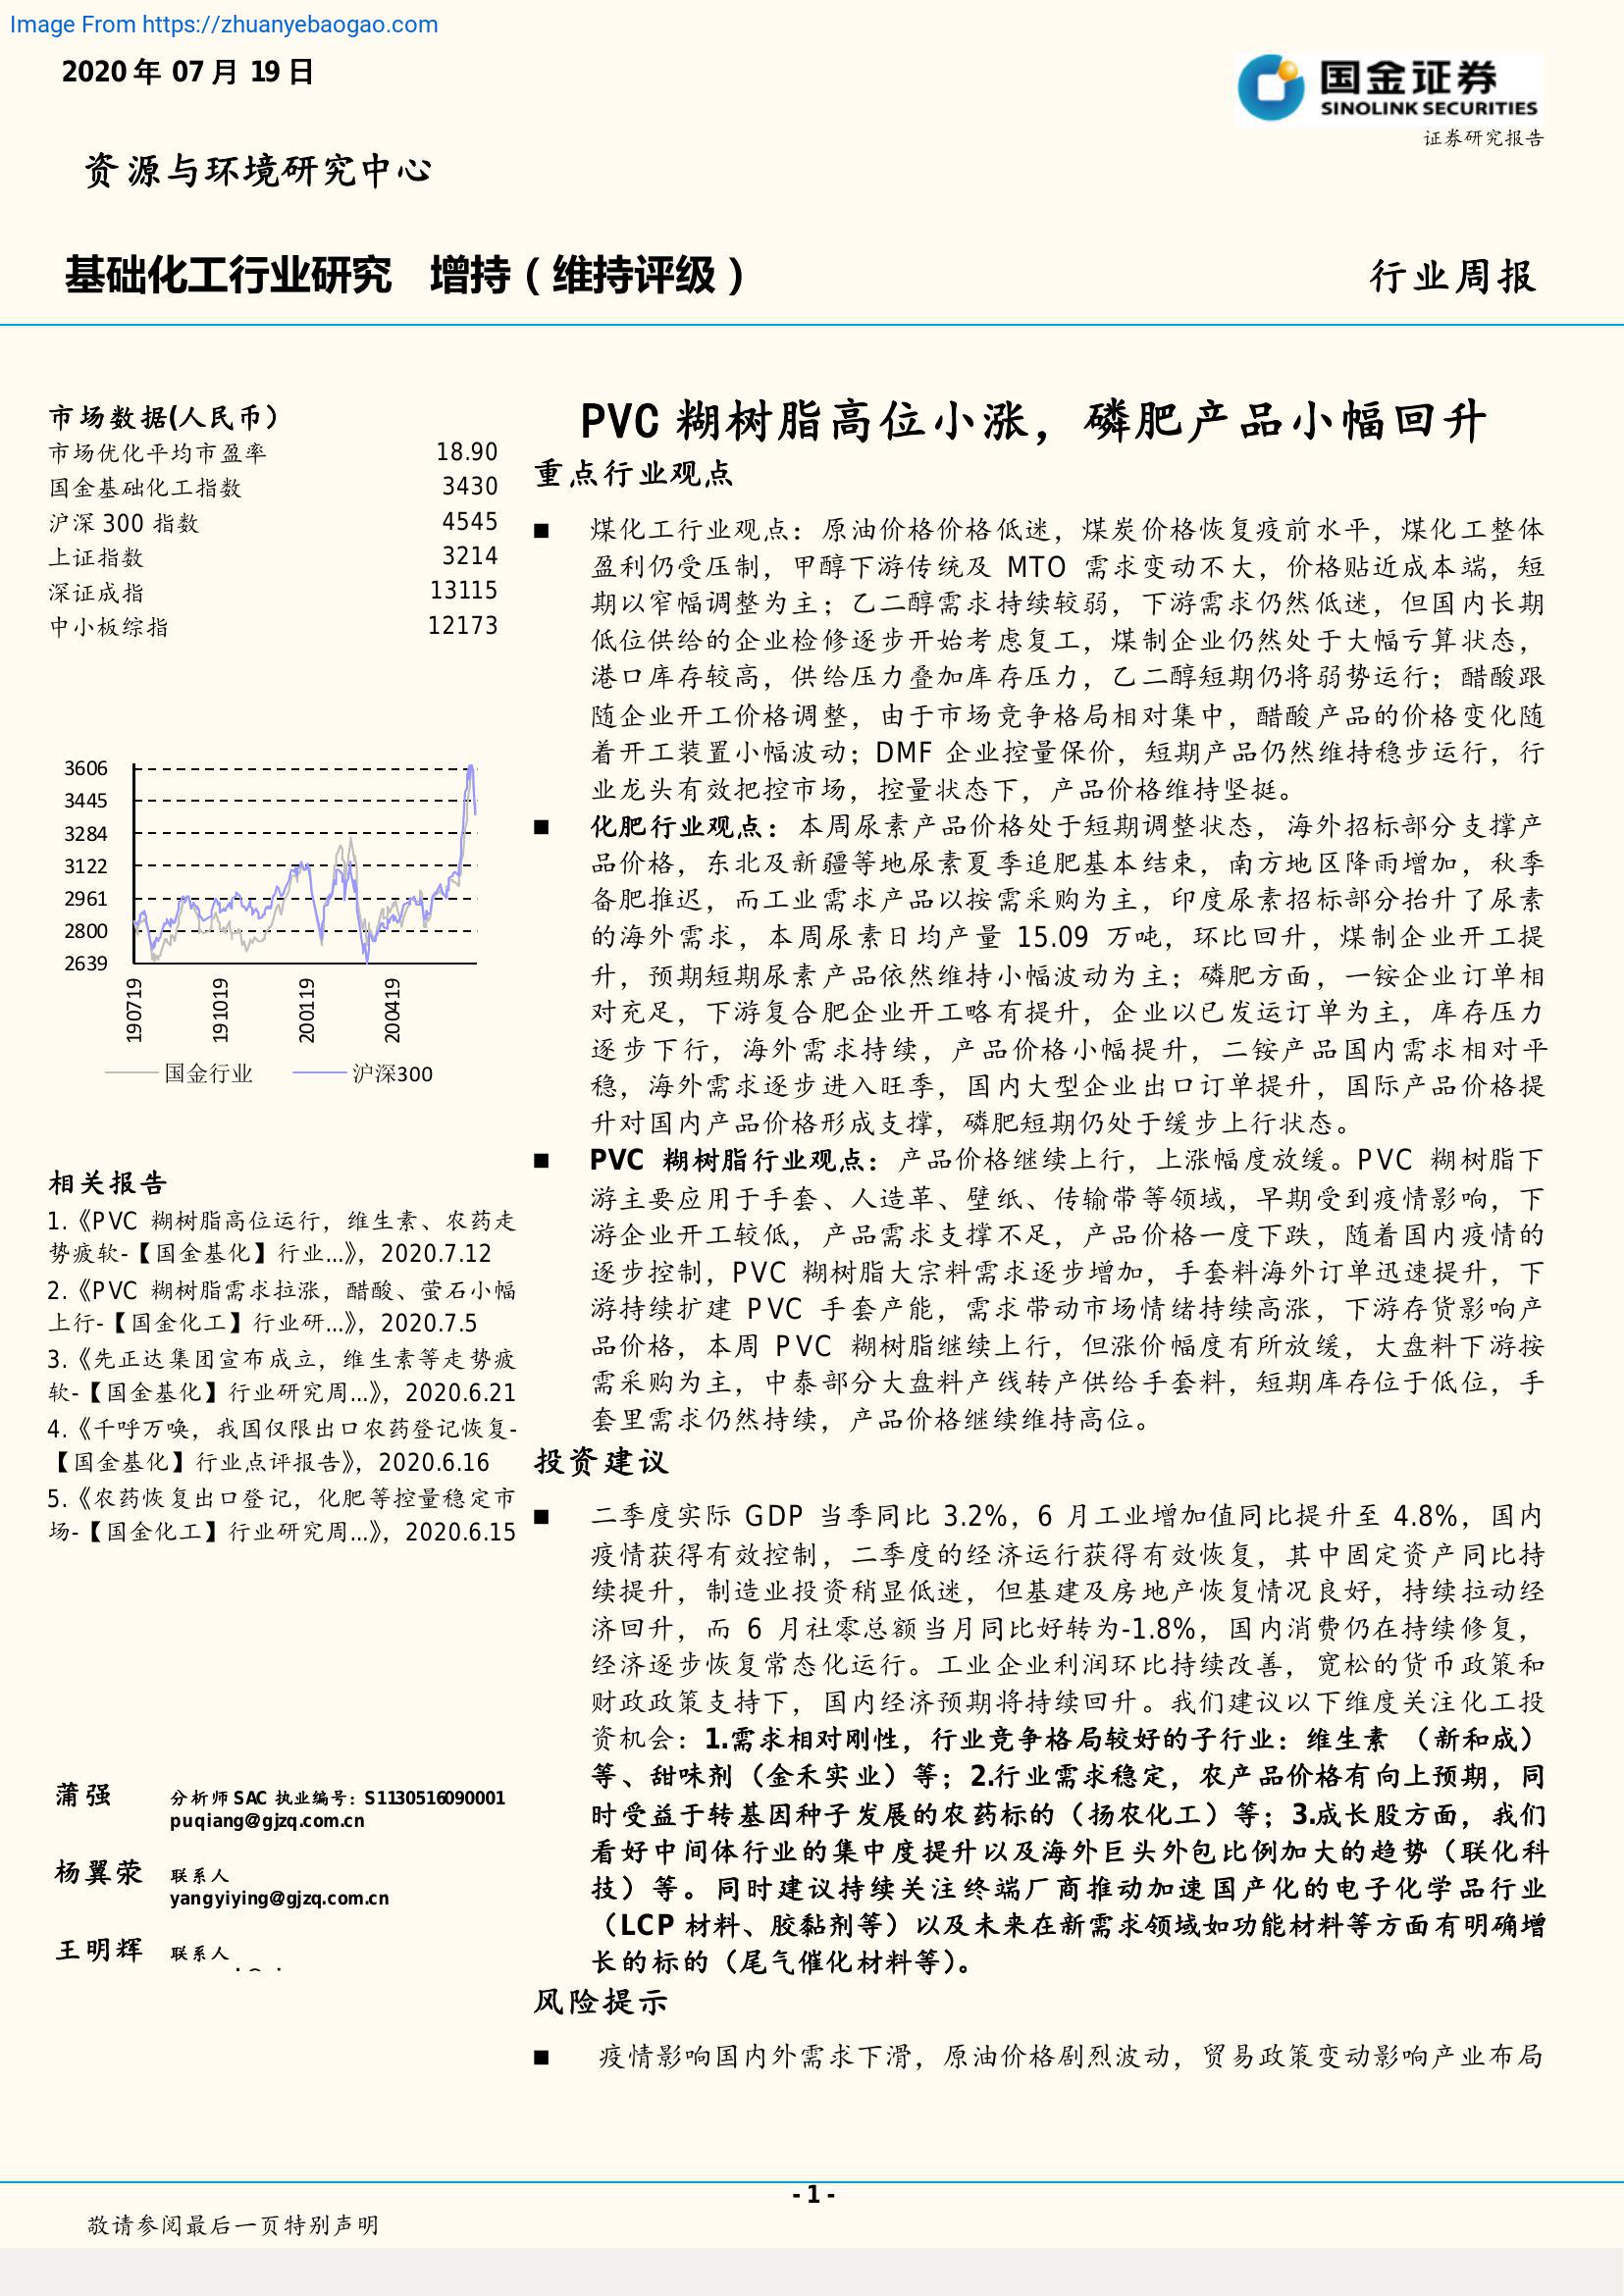 Image From https://zhuanyebaogao.com
2020 年 07 月 19 日
国金证券
SINOLINK SECURITIES
证券研究报告
资源与环境研究中心
基础化工行业研究 增持（维持评级）
行业周报
市场数据(人民币）
市场优化平均市盈率 18.90
国金基础化工指数 3430
沪深 300 指数 4545
上证指数 3214
深证成指 13115
中小板综指 12173
3606
3445
3284
3122
2961
2800
2639
190719
191019
200119
200419
国金行业 沪深300
相关报告
1.《PVC 糊树脂高位运行，维生素、农药走
势疲软-【国金基化】行业...》，2020.7.12
2.《PVC 糊树脂需求拉涨，醋酸、萤石小幅
上行-【国金化工】行业研...》，2020.7.5
3.《先正达集团宣布成立，维生素等走势疲
软-【国金基化】行业研究周...》，2020.6.21
4.《千呼万唤，我国仅限出口农药登记恢复-
【国金基化】行业点评报告》，2020.6.16
5.《农药恢复出口登记，化肥等控量稳定市
场-【国金化工】行业研究周...》，2020.6.15
蒲强 分析师 SAC 执业编号：S1130516090001
puqiang@gjzq.com.cn
杨翼荥 联系人
yangyiying@gjzq.com.cn
王明辉 联系人
PVC 糊树脂高位小涨，磷肥产品小幅回升
重点行业观点
■ 煤化工行业观点：原油价格价格低迷，煤炭价格恢复疫前水平，煤化工整体
盈利仍受压制，甲醇下游传统及 MTO 需求变动不大，价格贴近成本端，短
期以窄幅调整为主；乙二醇需求持续较弱，下游需求仍然低迷，但国内长期
低位供给的企业检修逐步开始考虑复工，煤制企业仍然处于大幅亏算状态，
港口库存较高，供给压力叠加库存压力，乙二醇短期仍将弱势运行；醋酸跟
随企业开工价格调整，由于市场竞争格局相对集中，醋酸产品的价格变化随
着开工装置小幅波动；DMF 企业控量保价，短期产品仍然维持稳步运行，行
业龙头有效把控市场，控量状态下，产品价格维持坚挺。
■ 化肥行业观点：本周尿素产品价格处于短期调整状态，海外招标部分支撑产
品价格，东北及新疆等地尿素夏季追肥基本结束，南方地区降雨增加，秋季
备肥推迟，而工业需求产品以按需采购为主，印度尿素招标部分抬升了尿素
的海外需求，本周尿素日均产量 15.09 万吨，环比回升，煤制企业开工提
升，预期短期尿素产品依然维持小幅波动为主；磷肥方面，一铵企业订单相
对充足，下游复合肥企业开工略有提升，企业以已发运订单为主，库存压力
逐步下行，海外需求持续，产品价格小幅提升，二铵产品国内需求相对平
稳，海外需求逐步进入旺季，国内大型企业出口订单提升，国际产品价格提
升对国内产品价格形成支撑，磷肥短期仍处于缓步上行状态。
■ PVC 糊树脂行业观点：产品价格继续上行，上涨幅度放缓。PVC 糊树脂下
游主要应用于手套、人造革、壁纸、传输带等领域，早期受到疫情影响，下
游企业开工较低，产品需求支撑不足，产品价格一度下跌，随着国内疫情的
逐步控制，PVC 糊树脂大宗料需求逐步增加，手套料海外订单迅速提升，下
游持续扩建 PVC 手套产能，需求带动市场情绪持续高涨，下游存货影响产
品价格，本周 PVC 糊树脂继续上行，但涨价幅度有所放缓，大盘料下游按
需采购为主，中泰部分大盘料产线转产供给手套料，短期库存位于低位，手
套里需求仍然持续，产品价格继续维持高位。
投资建议
■ 二季度实际 GDP 当季同比 3.2%，6 月工业增加值同比提升至 4.8%，国内
疫情获得有效控制，二季度的经济运行获得有效恢复，其中固定资产同比持
续提升，制造业投资稍显低迷，但基建及房地产恢复情况良好，持续拉动经
济回升，而 6 月社零总额当月同比好转为-1.8%，国内消费仍在持续修复，
经济逐步恢复常态化运行。工业企业利润环比持续改善，宽松的货币政策和
财政政策支持下，国内经济预期将持续回升。我们建议以下维度关注化工投
资机会：1.需求相对刚性，行业竞争格局较好的子行业：维生素 （新和成）
等、甜味剂（金禾实业）等；2.行业需求稳定，农产品价格有向上预期，同
时受益于转基因种子发展的农药标的（扬农化工）等；3.成长股方面，我们
看好中间体行业的集中度提升以及海外巨头外包比例加大的趋势（联化科
技）等。同时建议持续关注终端厂商推动加速国产化的电子化学品行业
（LCP 材料、胶黏剂等）以及未来在新需求领域如功能材料等方面有明确增
长的标的（尾气催化材料等）。
风险提示
■ 疫情影响国内外需求下滑，原油价格剧烈波动，贸易政策变动影响产业布局
- 1 -
敬请参阅最后一页特别声明